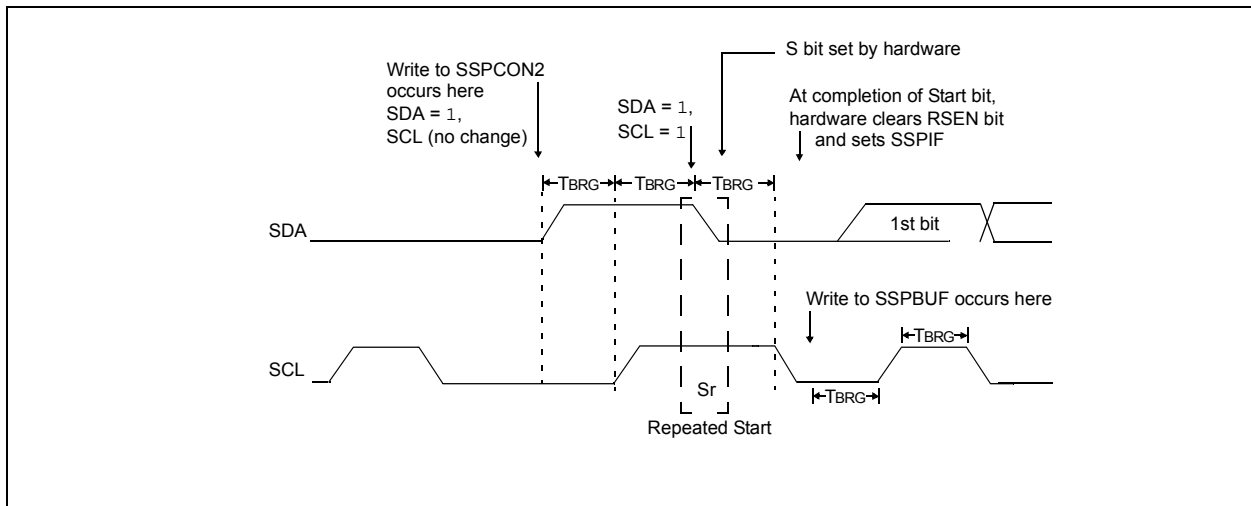 S bit set by hardware
Write to SSPCON2
occurs here
SDA = 1,
SCL (no change)
SDA = 1,
SCL = 1
At completion of Start bit,
hardware clears RSEN bit
and sets SSPIF
TBRG TBRG TBRG
SDA
1st bit
Write to SSPBUF occurs here
TBRG
SCL
Sr
TBRG
Repeated Start